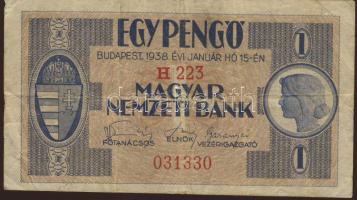 EGY PENGŐ
BUDAPEST, 1938. ÉVI JANUÁR HÓ 15-ÉN
1
H 223
MAGYAR
NEMZETI BANK
FŐTANÁCSOS ELNÖK VEZÉRIGAZGATÓ
031330
1